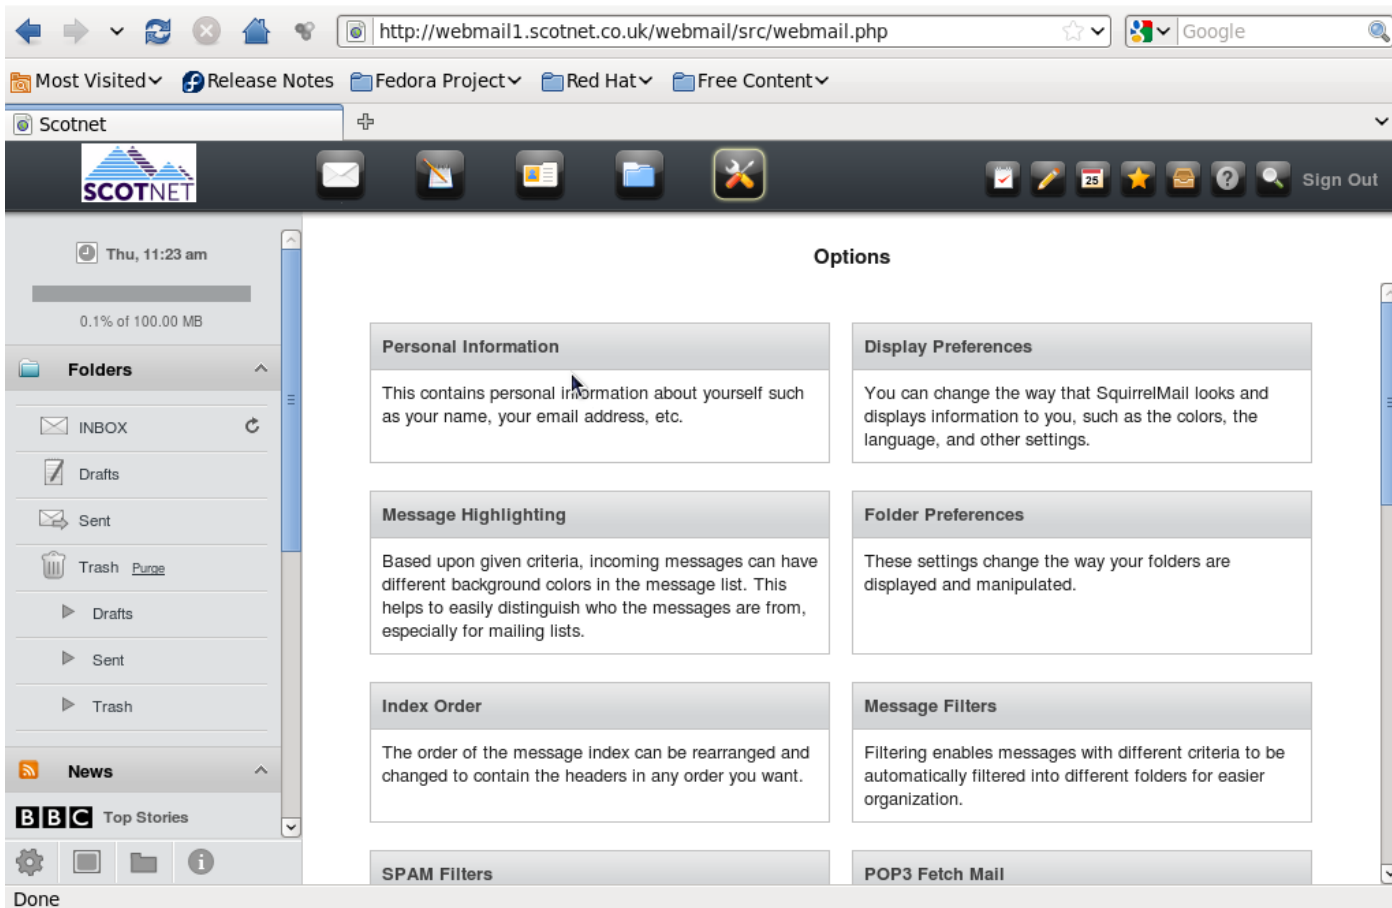 http://webmail1.scotnet.co.uk/webmail/src/webmail.php
Google
Most Visited
Release Notes
Fedora Project
Red Hat
Free Content
Scotnet
SCOTNET
25
Sign Out
Thu, 11:23 am
0.1% of 100.00 MB
Folders
INBOX
Drafts
Sent
Trash Purge
Drafts
Sent
Trash
News
BBC Top Stories
Options
Personal Information
This contains personal information about yourself such
as your name, your email address, etc.
Display Preferences
You can change the way that SquirrelMail looks and
displays information to you, such as the colors, the
language, and other settings.
Message Highlighting
Based upon given criteria, incoming messages can have
different background colors in the message list. This
helps to easily distinguish who the messages are from,
especially for mailing lists.
Folder Preferences
These settings change the way your folders are
displayed and manipulated.
Index Order
The order of the message index can be rearranged and
changed to contain the headers in any order you want.
Message Filters
Filtering enables messages with different criteria to be
automatically filtered into different folders for easier
organization.
SPAM Filters
POP3 Fetch Mail
Done